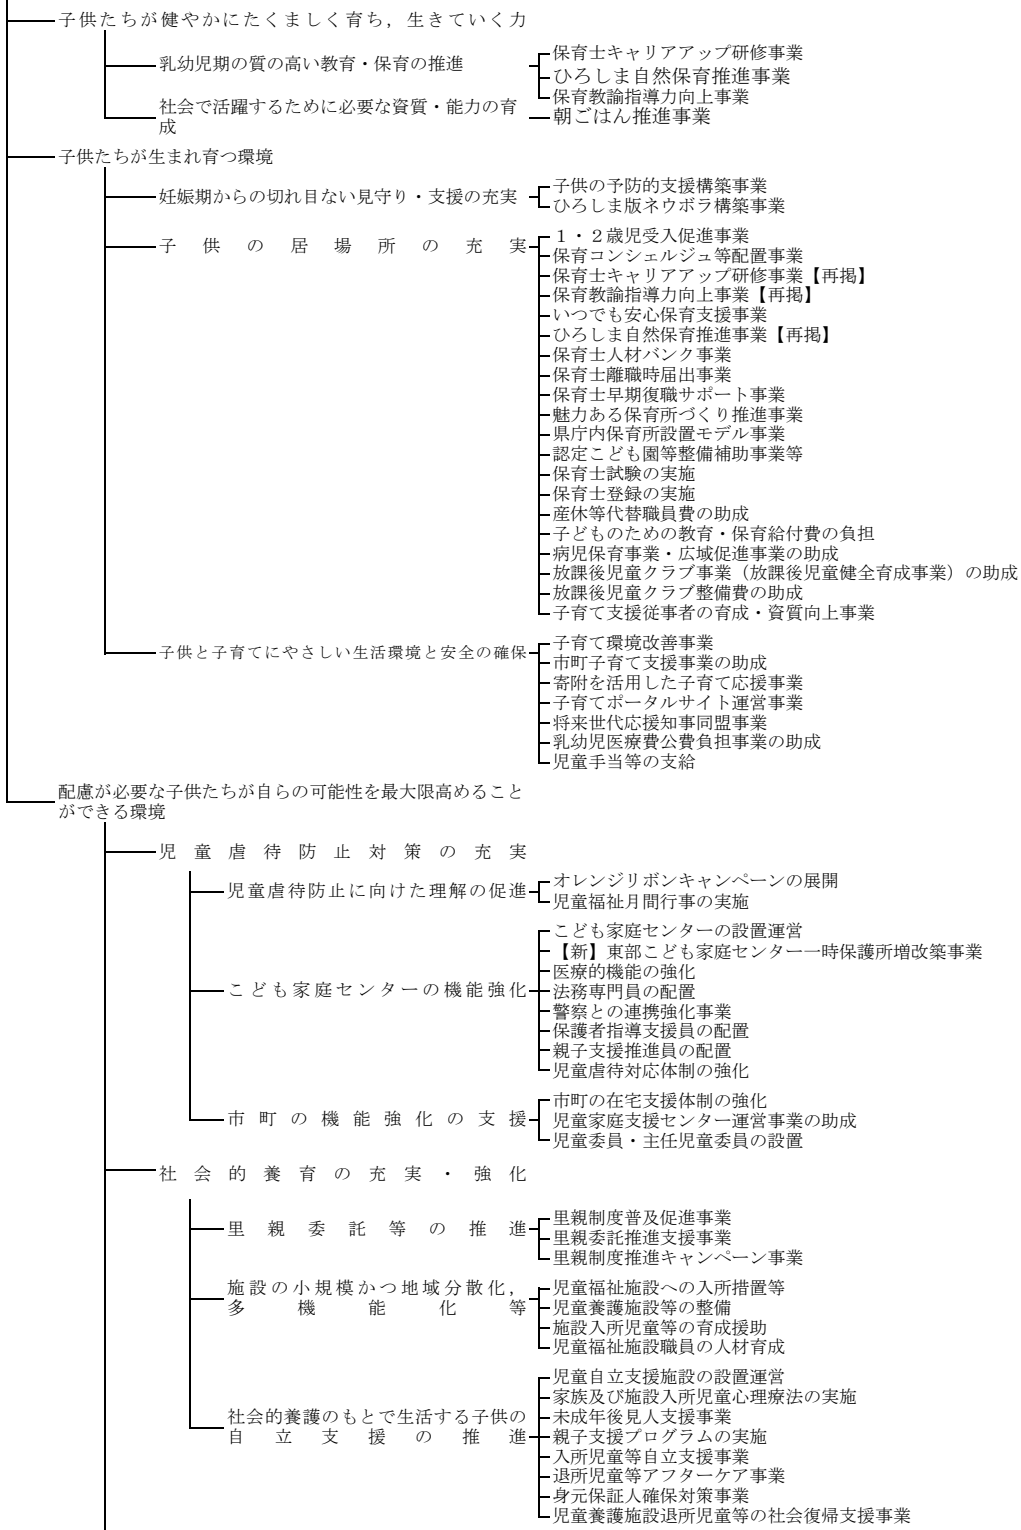 子供たちが健やかにたくましく育ち，生きていく力
乳幼児期の質の高い教育・保育の推進
保育士キャリアアップ研修事業
ひろしま自然保育推進事業
保育教諭指導力向上事業
社会で活躍するために必要な資質・能力の育
成
朝ごはん推進事業
子供たちが生まれ育つ環境
妊娠期からの切れ目ない見守り・支援の充実
子供の予防的支援構築事業
ひろしま版ネウボラ構築事業
子供の居場所の充実
１・２歳児受入促進事業
保育コンシェルジュ等配置事業
保育士キャリアアップ研修事業【再掲】
保育教諭指導力向上事業【再掲】
いつでも安心保育支援事業
ひろしま自然保育推進事業【再掲】
保育士人材バンク事業
保育士離職時届出事業
保育士早期復職サポート事業
魅力ある保育所づくり推進事業
県庁内保育所設置モデル事業
認定こども園等整備補助事業等
保育士試験の実施
保育士登録の実施
産休等代替職員費の助成
子どものための教育・保育給付費の負担
病児保育事業・広域促進事業の助成
放課後児童クラブ事業（放課後児童健全育成事業）の助成
放課後児童クラブ整備費の助成
子育て支援従事者の育成・資質向上事業
子供と子育てにやさしい生活環境と安全の確保
子育て環境改善事業
市町子育て支援事業の助成
寄附を活用した子育て応援事業
子育てポータルサイト運営事業
将来世代応援知事同盟事業
乳幼児医療費公費負担事業の助成
児童手当等の支給
配慮が必要な子供たちが自らの可能性を最大限高めること
ができる環境
児童虐待防止対策の充実
児童虐待防止に向けた理解の促進
オレンジリボンキャンペーンの展開
児童福祉月間行事の実施
こども家庭センターの機能強化
こども家庭センターの設置運営
【新】東部こども家庭センター一時保護所増改築事業
医療的機能の強化
法務専門員の配置
警察との連携強化事業
保護者指導支援員の配置
親子支援推進員の配置
児童虐待対応体制の強化
市町の機能強化の支援
市町の在宅支援体制の強化
児童家庭支援センター運営事業の助成
児童委員・主任児童委員の設置
社会的養育の充実・強化
里親委託等の推進
里親制度普及促進事業
里親委託推進支援事業
里親制度推進キャンペーン事業
施設の小規模かつ地域分散化，
多機能化等
児童福祉施設への入所措置等
児童養護施設等の整備
施設入所児童等の育成援助
児童福祉施設職員の人材育成
社会的養護のもとで生活する子供の
自立支援の推進
児童自立支援施設の設置運営
家族及び施設入所児童心理療法の実施
未成年後見人支援事業
親子支援プログラムの実施
入所児童等自立支援事業
退所児童等アフターケア事業
身元保証人確保対策事業
児童養護施設退所児童等の社会復帰支援事業